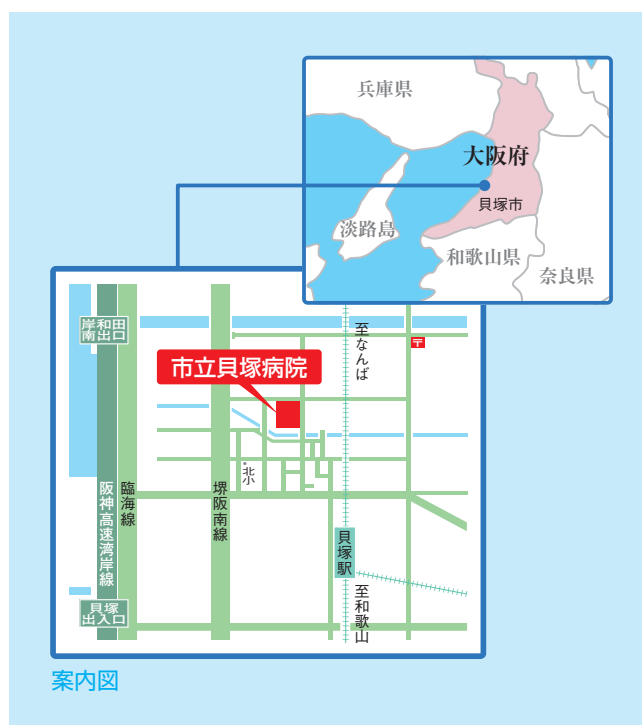 兵庫県
大阪府
貝塚市
淡路島
和歌山県
奈良県
岸和田
南出口
至なんば
〒
市立貝塚病院
北小
阪神高速湾岸線
臨海線
堺阪南線
貝塚駅
貝塚
出入口
至和歌山
案内図